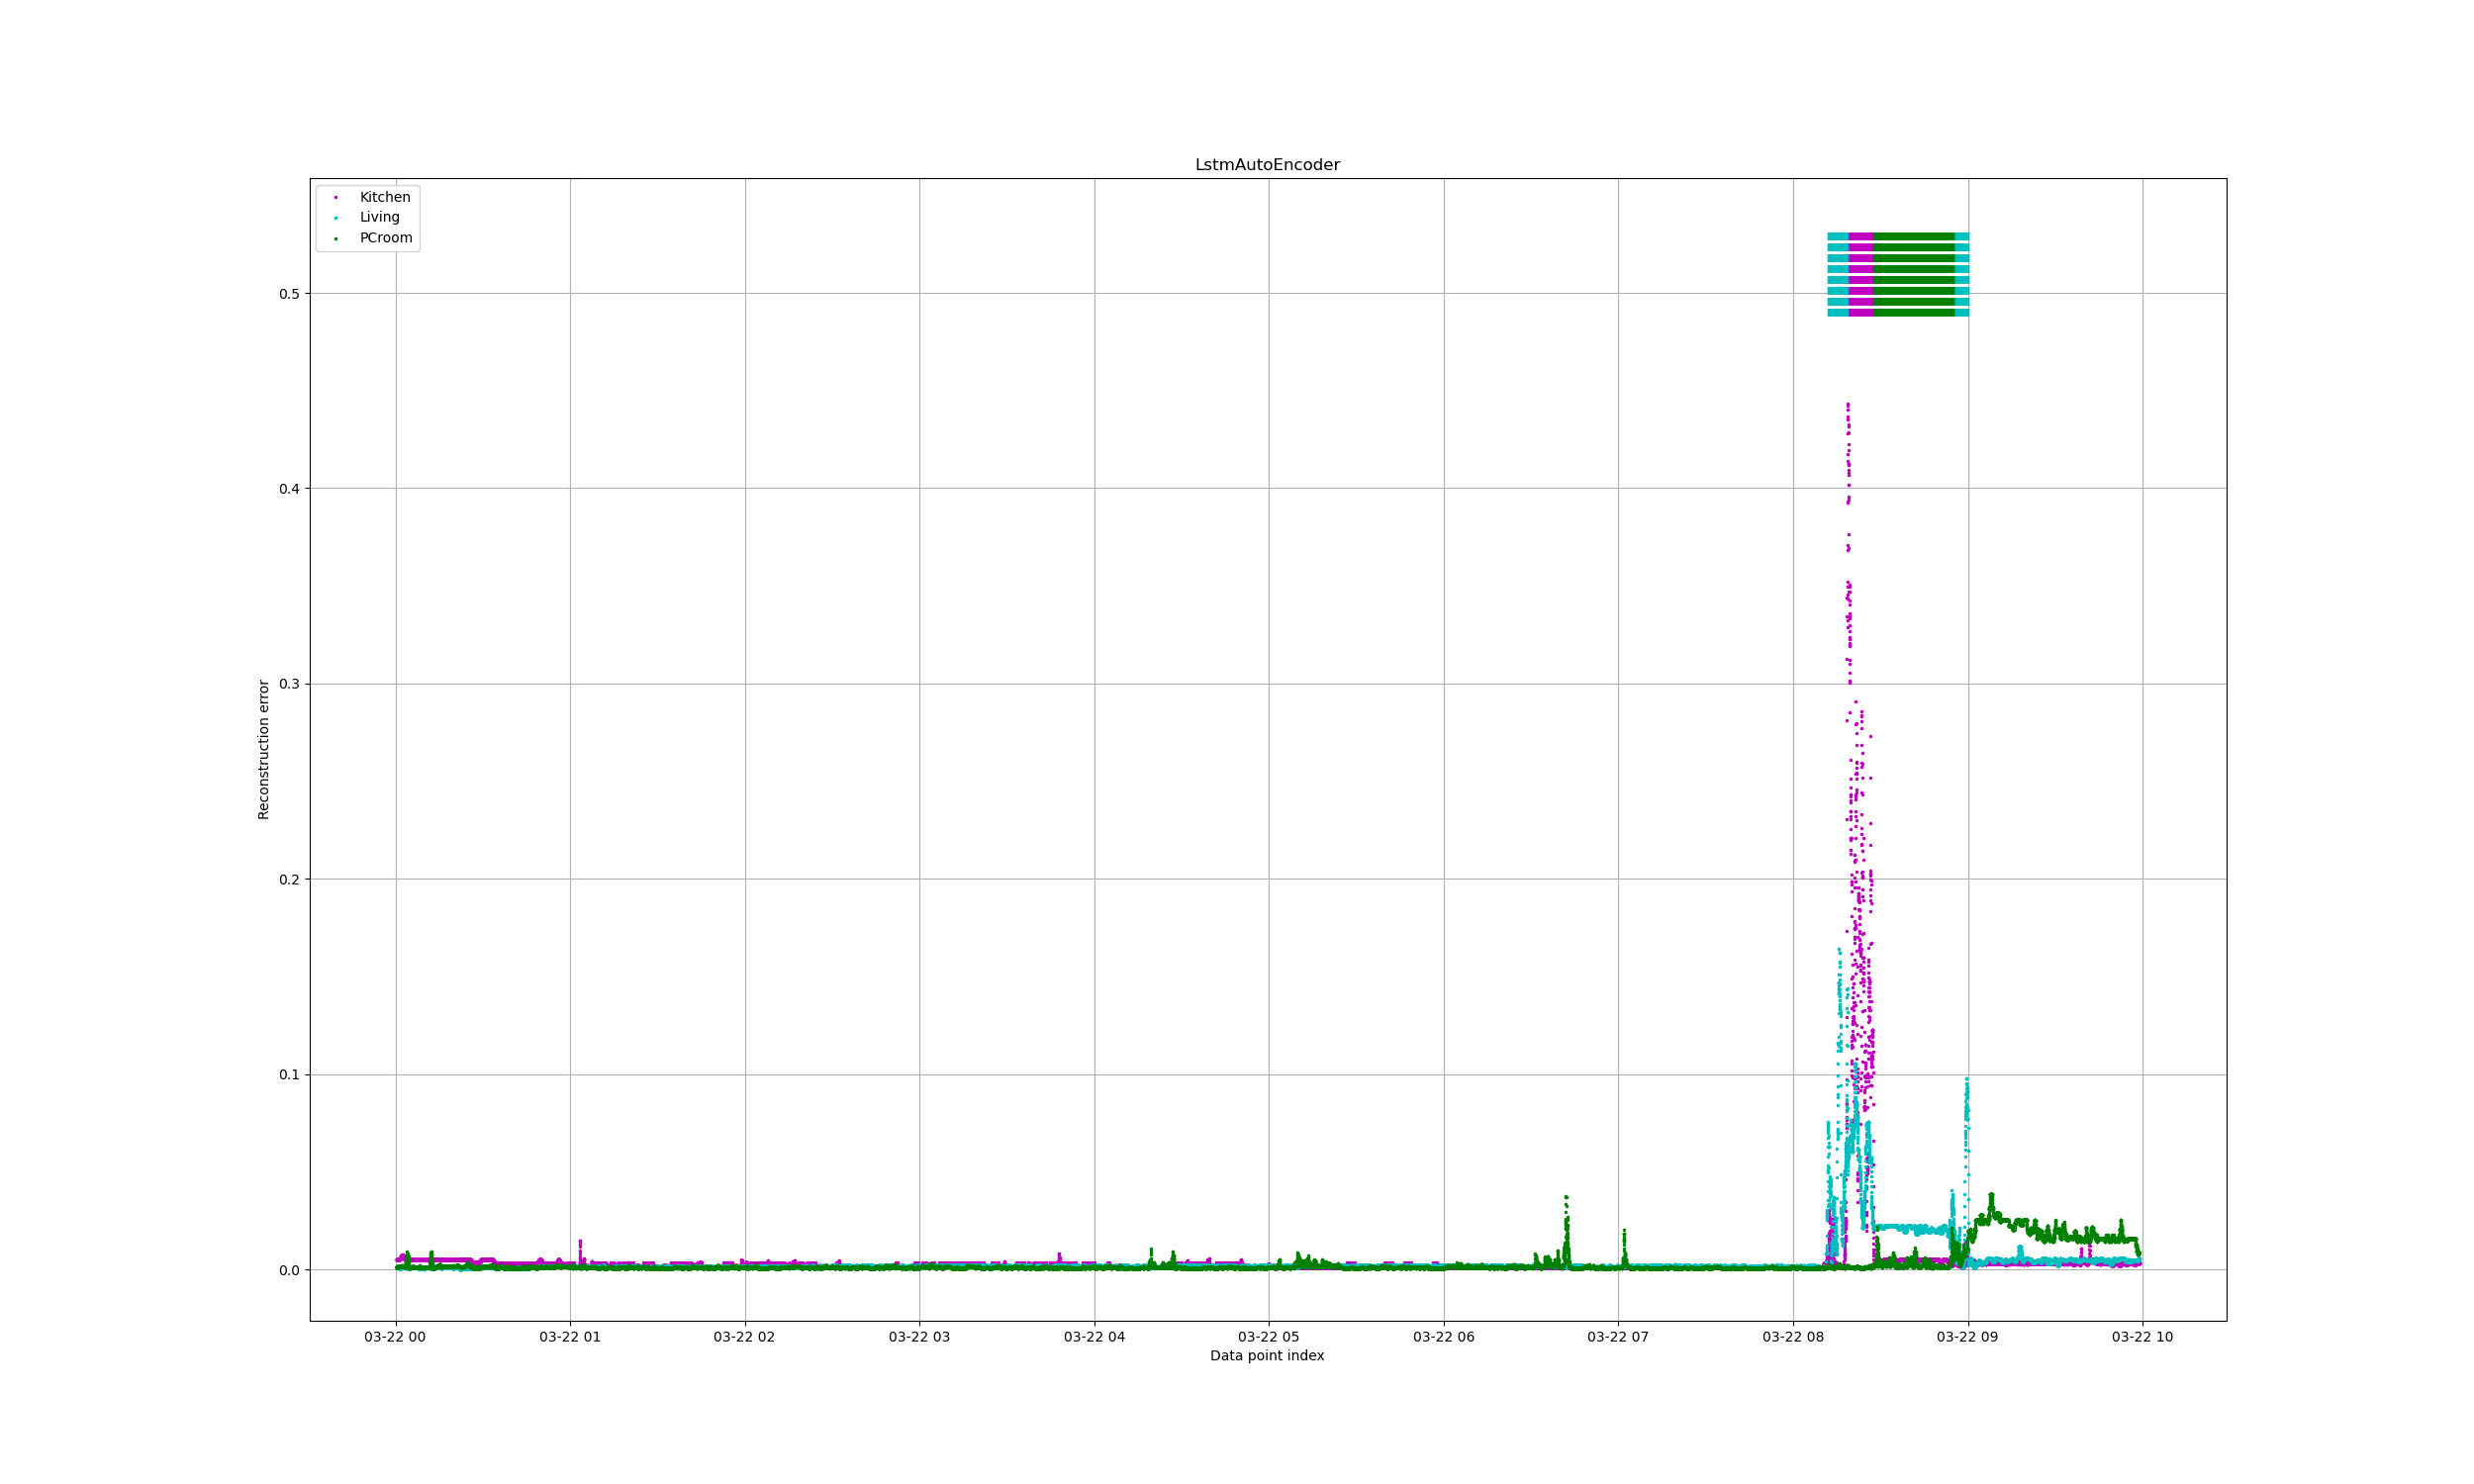 LstmAutoEncoder
Kitchen
Living
PCroom
0.5
0.4
0.3
0.2
0.1
0.0
Reconstruction error
03-22 00 03-22 01 03-22 02 03-22 03 03-22 04 03-22 05 03-22 06 03-22 07 03-22 08 03-22 09 03-22 10
Data point index